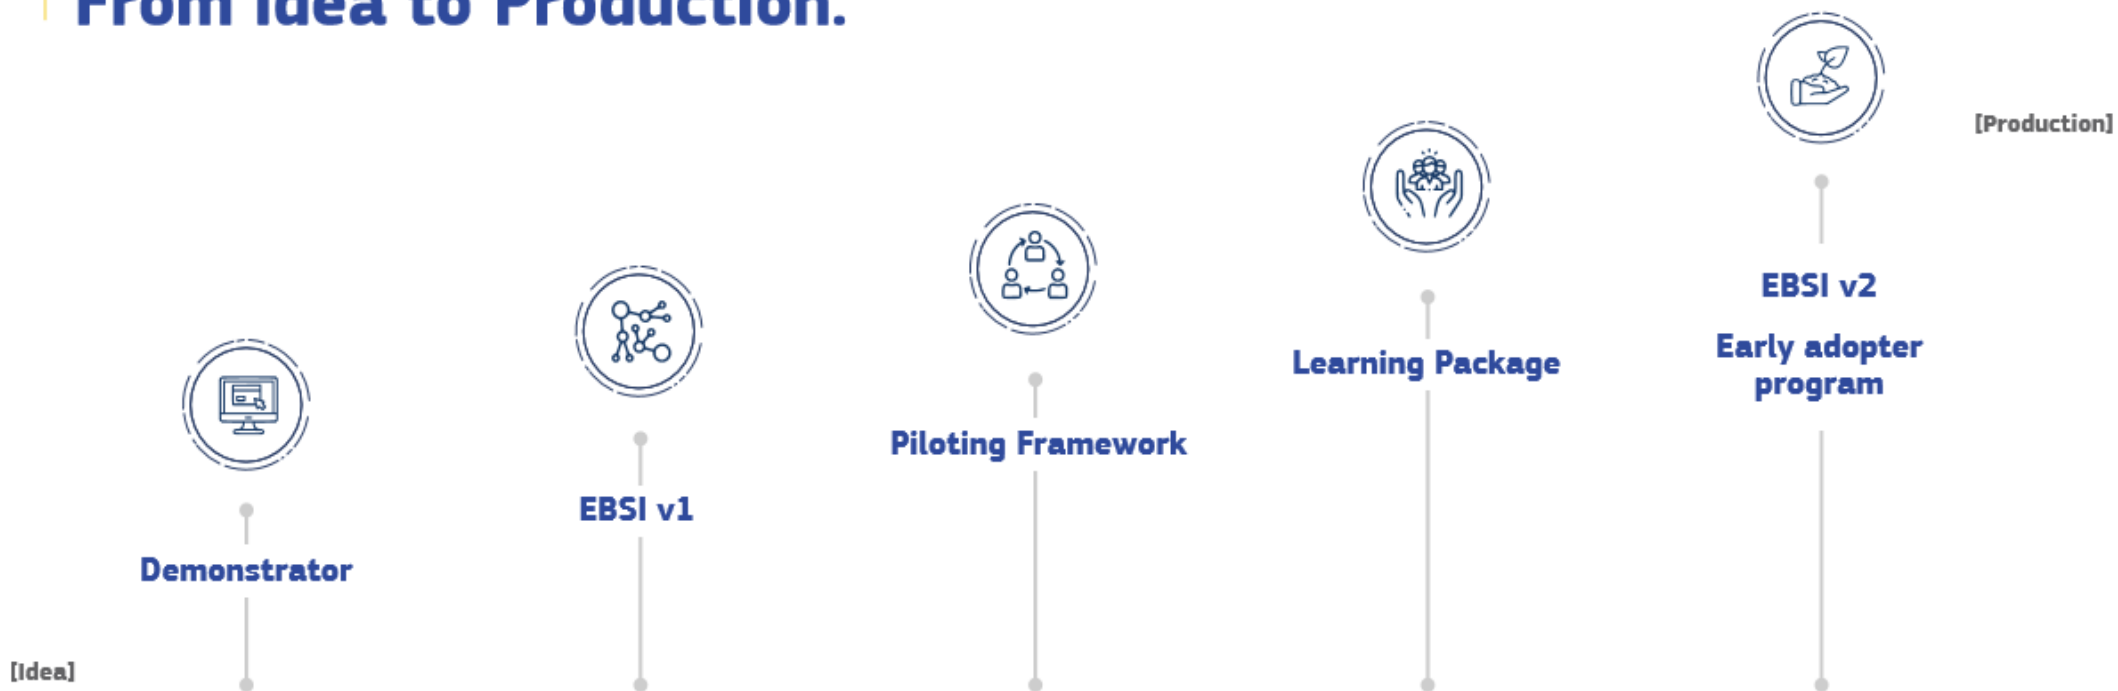 From Idea to Production.
[Production]
EBSI v2
Early adopter
program
Learning Package
Piloting Framework
EBSI v1
Demonstrator
[Idea]